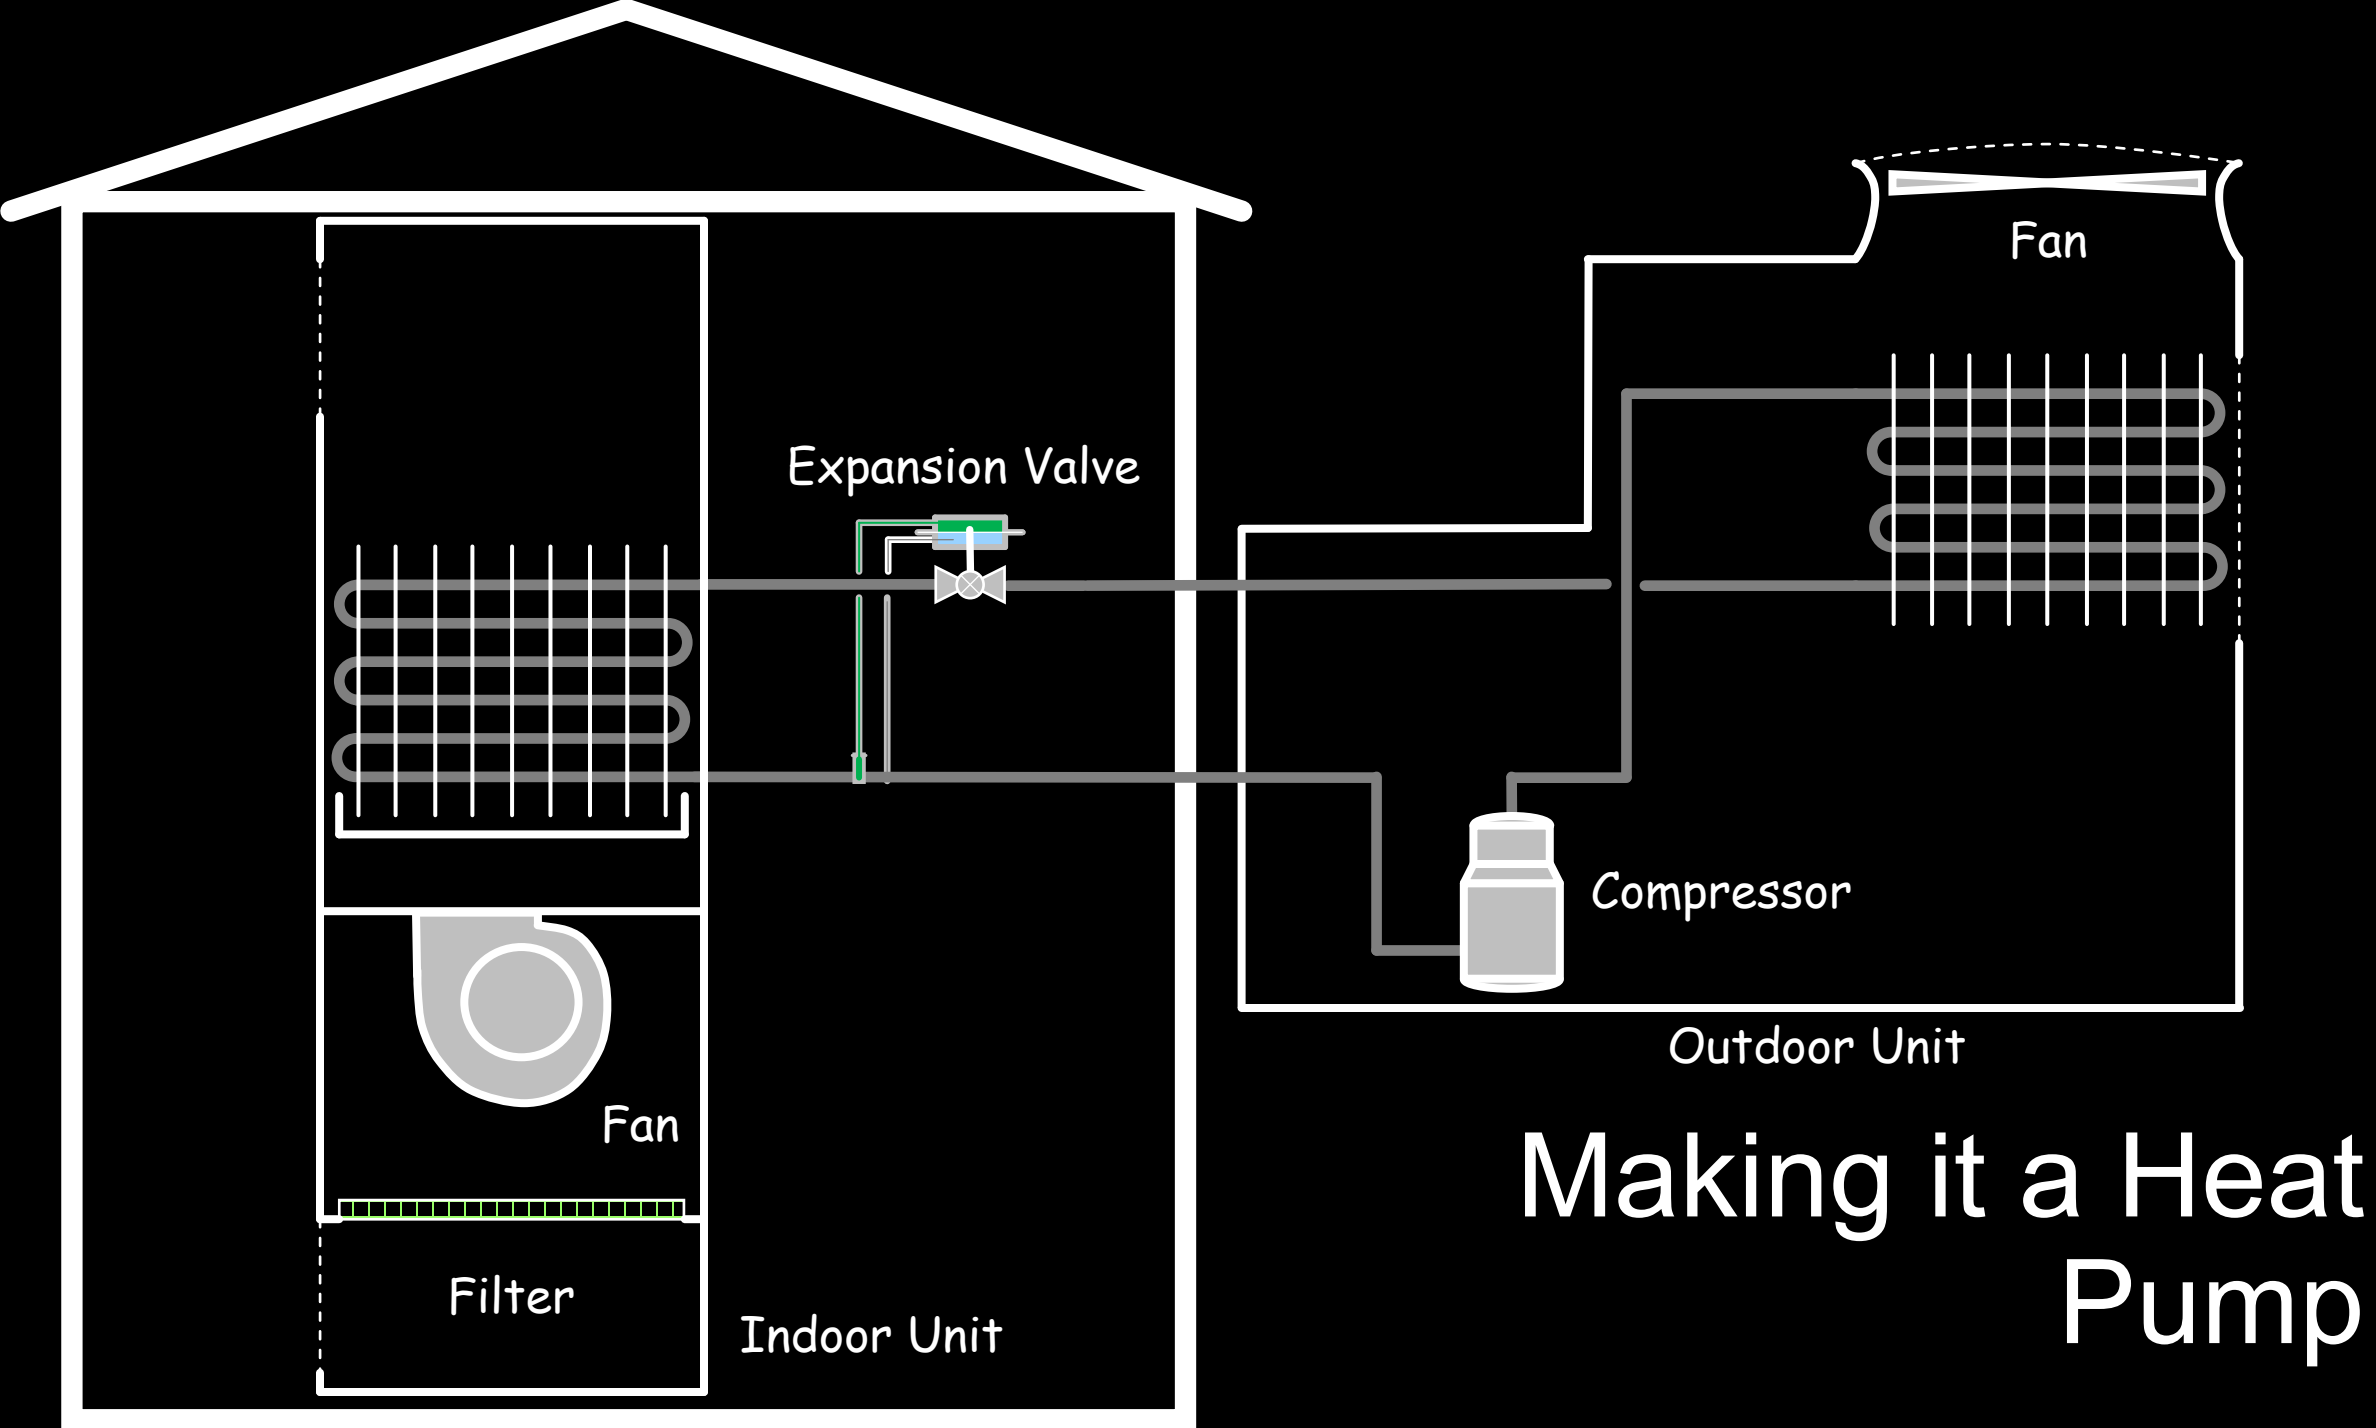 Fan
Expansion Valve
Compressor
Outdoor Unit
Fan
Filter
Indoor Unit
Making it a Heat
Pump